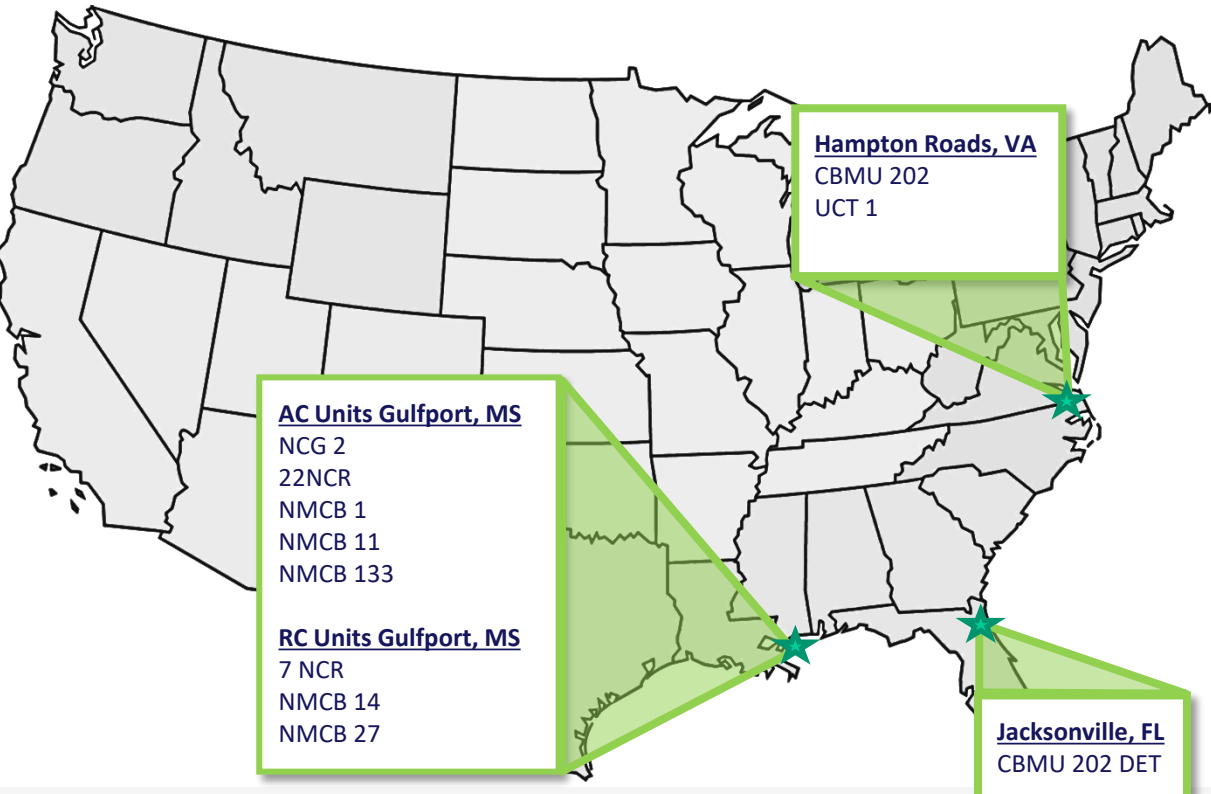 Hampton Roads, VA
CBMU 202
UCT 1
AC Units Gulfport, MS
NCG 2
22NCR
NMCB 1
NMCB 11
NMCB 133
RC Units Gulfport, MS
7 NCR
NMCB 14
NMCB 27
Jacksonville, FL
CBMU 202 DET